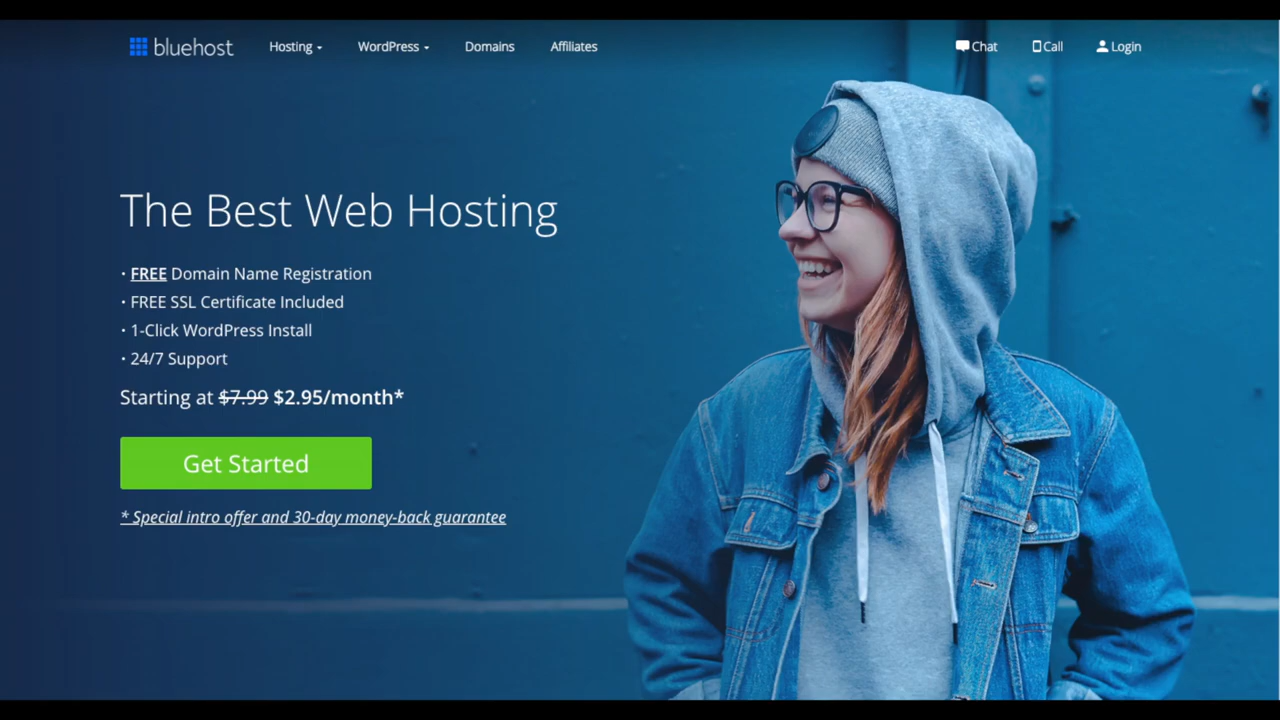 bluehost Hosting WordPress Domains Affiliates Chat Call Login
The Best Web Hosting
· FREE Domain Name Registration
· FREE SSL Certificate Included
· 1-Click WordPress Install
· 24/7 Support
Starting at $7.99 $2.95/month*
Get Started
* Special intro offer and 30-day money-back guarantee